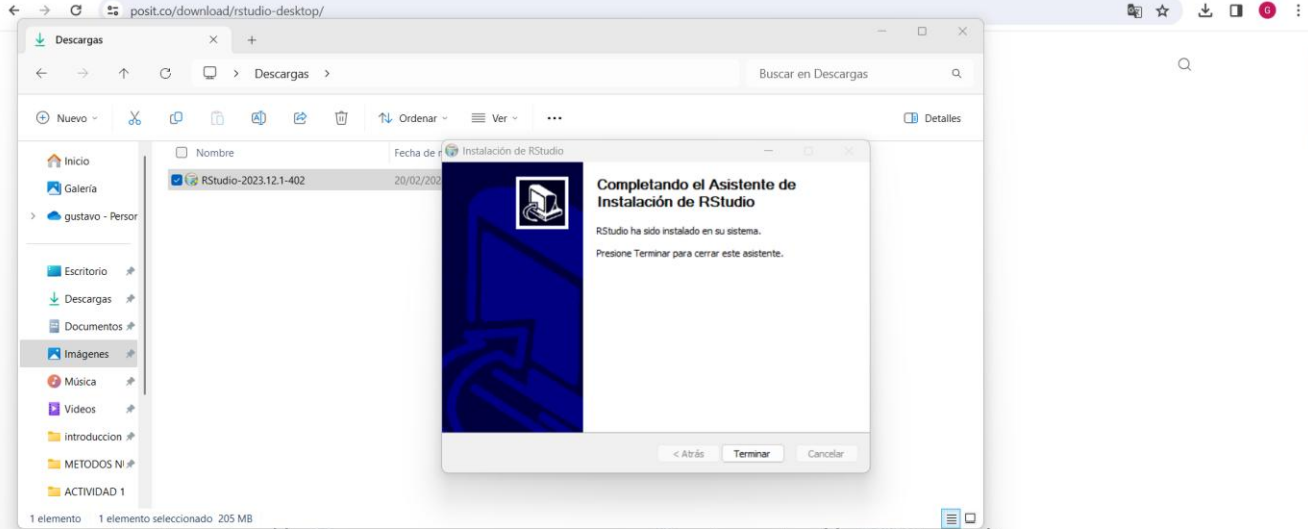 posit.co/download/rstudio-desktop/
G
Descargas
Descargas
Buscar en Descargas
Nuevo
Ordenar
Ver
Detalles
Inicio
Galería
gustavo - Person
Escritorio
Descargas
Documentos
Imágenes
Música
Vídeos
introduccion
METODOS NU
ACTIVIDAD 1
Nombre
Fecha de r
RStudio-2023.12.1-402
20/02/202
Instalación de RStudio
Completando el Asistente de
Instalación de RStudio
RStudio ha sido instalado en su sistema.
Presione Terminar para cerrar este asistente.
< Atrás Terminar Cancelar
1 elemento 1 elemento seleccionado 205 MB